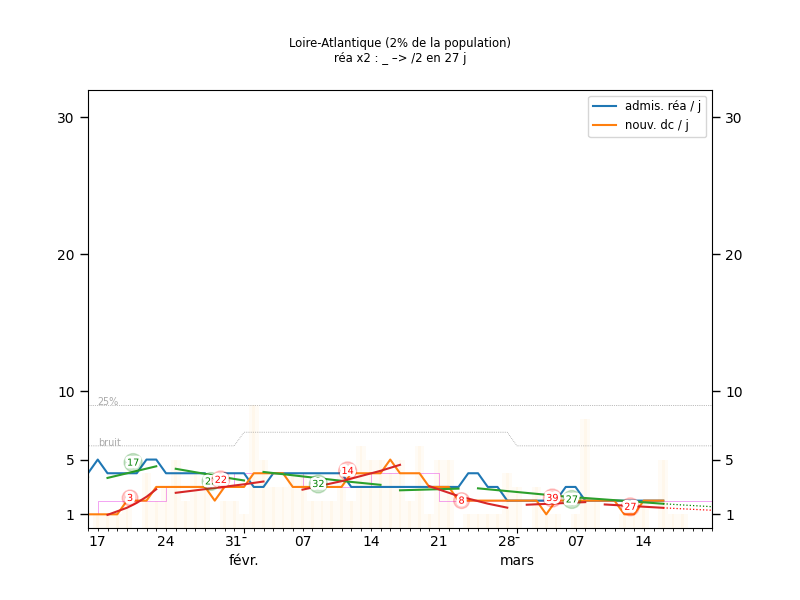 Loire-Atlantique (2% de la population)
réa x2 : _ –> /2 en 27 j
admis. réa / j
nouv. dc / j
30 30
20 20
10 10
25%
bruit
5 5
17
22
14
32
3
8
39
27
27
1 1
17 24 31 07 14 21 28 07 14
févr. mars